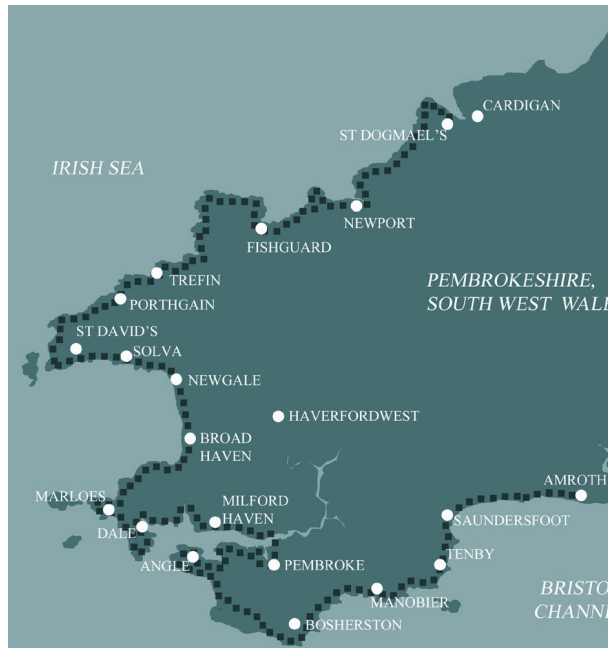 CARDIGAN
ST DOGMAEL'S
IRISH SEA
NEWPORT
FISHGUARD
TREFIN
PEMBROKESHIRE,
SOUTH WEST WAL
PORTHGAIN
ST DAVID'S
SOLVA
NEWGALE
HAVERFORDWEST
BROAD
HAVEN
AMROTH
MARLOES
MILFORD
HAVEN
SAUNDERSFOOT
DALE
TENBY
ANGLE
PEMBROKE
BRISTO
CHANNE
MANOBIER
BOSHERSTON